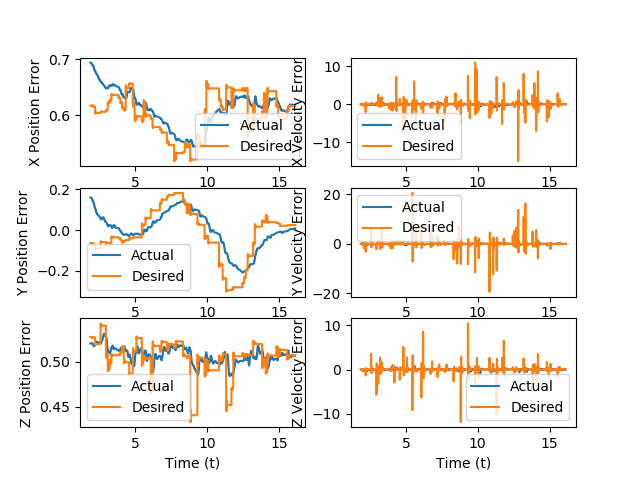 X Position Error
0.7
0.6
5
10
15
Actual
Desired
X Velocity Error
10
0
−10
5
10
15
Actual
Desired
Y Position Error
0.2
0.0
−0.2
5
10
15
Actual
Desired
Y Velocity Error
20
0
−20
5
10
15
Actual
Desired
Z Position Error
0.50
0.45
5
10
15
Time (t)
Actual
Desired
Z Velocity Error
10
0
−10
5
10
15
Time (t)
Actual
Desired